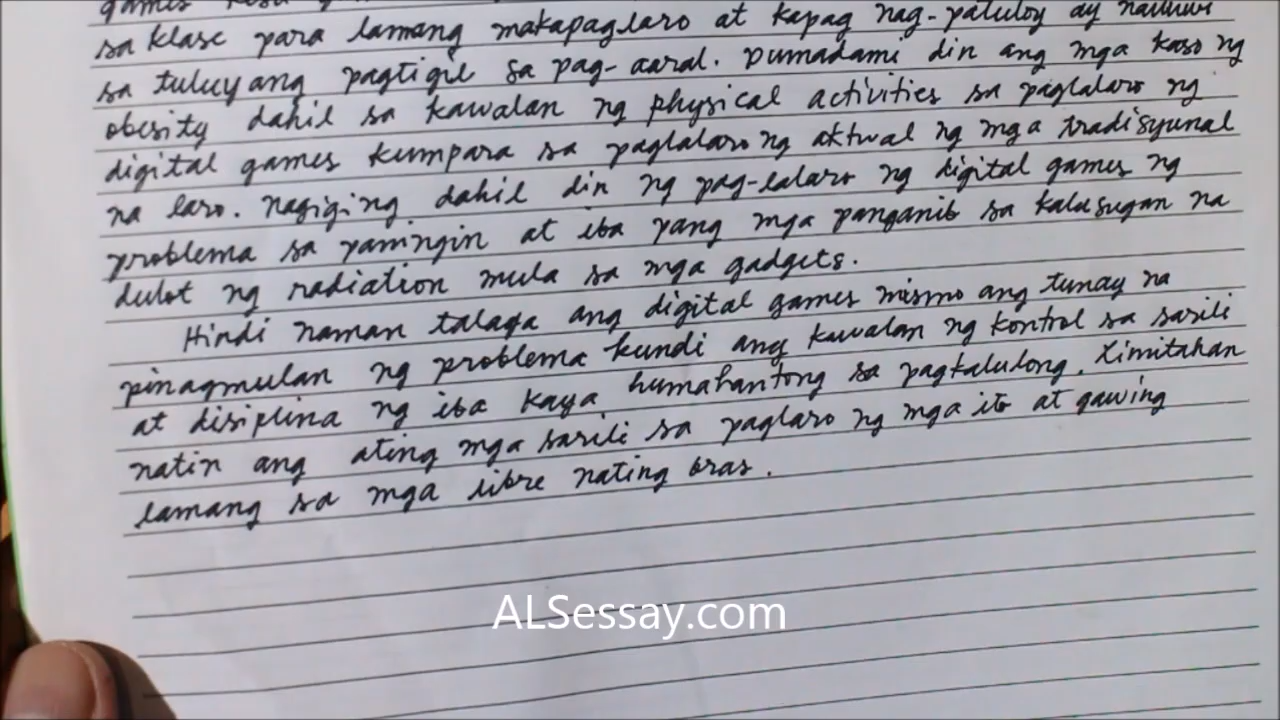 games
sa klase para lamang makapaglaro at kapag nag-patuloy ay
sa tuluyang pagtigil sa pag-aaral. Dumadami din ang mga kaso ng
obesity dahil sa kawalan ng physical activities sa paglalaro ng
digital games kumpara sa paglalaro ng aktwal ng mga tradisyunal
na laro. Nagiging dahil din ng pag-lalaro ng digital games ng
problema sa paningin at iba pang mga panganib sa kalusugan na
dulot ng radiation mula sa mga gadgets.
Hindi naman talaga ang digital games mismo ang tunay na
pinagmulan ng problema kundi ang kawalan ng kontrol sa sarili
at disiplina ng iba kaya humahantong sa pagkalulong. Limitahan
natin ang ating mga sarili sa paglaro ng mga ito at gawing
lamang sa mga libre nating oras.
ALSessay.com